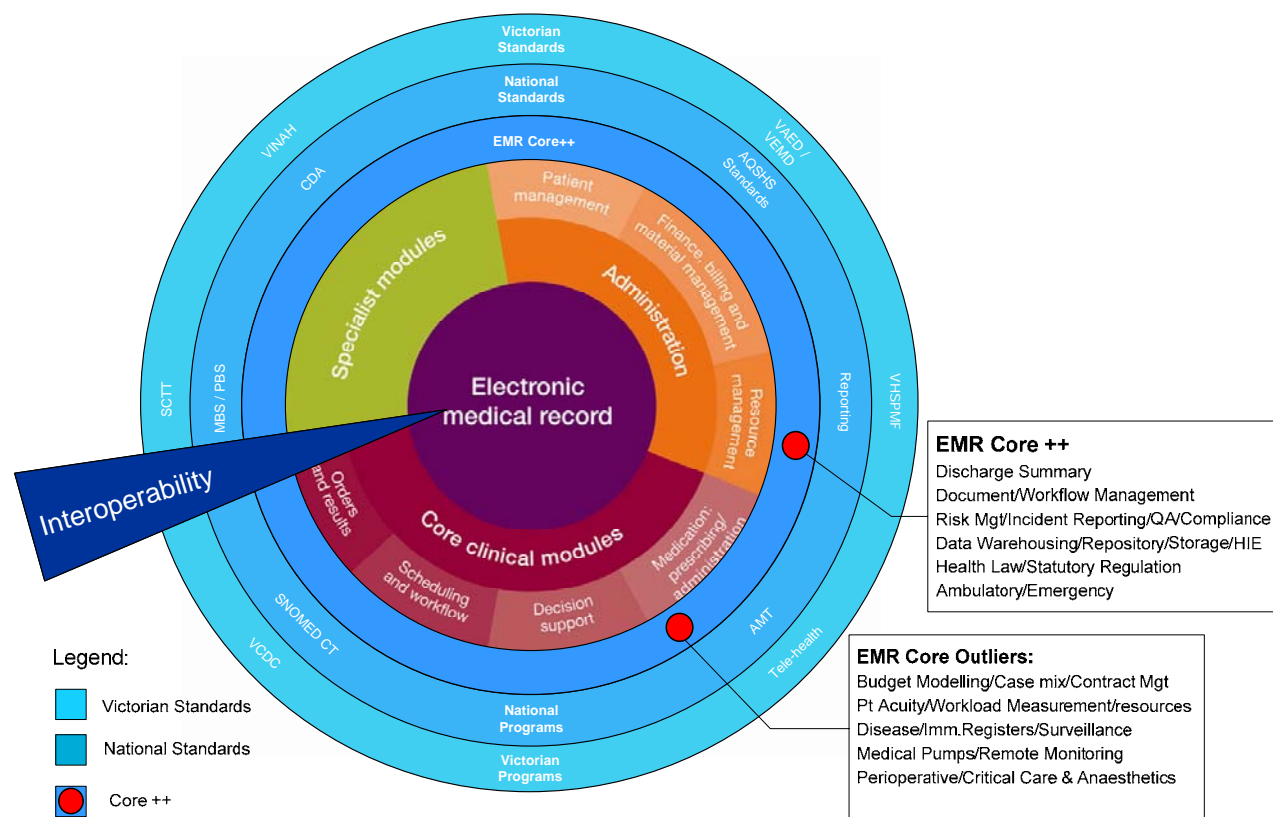 Victorian
Standards
National
Standards
EMR Core++
VINAH
CDA
VAED /
VEMD
AQSHS
Standards
Patient
management
Finance, billing and
material management
Resource
management
Administration
Specialist modules
Electronic
medical record
SCTT
MBS / PBS
Reporting
VHSPMF
Interoperability
Orders
and results
Core clinical modules
Scheduling
and workflow
Decision
support
Medication:
prescribing/
administration
SNOMED CT
VCDC
AMT
Tele-health
National
Programs
Victorian
Programs
EMR Core ++
Discharge Summary
Document/Workflow Management
Risk Mgt/Incident Reporting/QA/Compliance
Data Warehousing/Repository/Storage/HIE
Health Law/Statutory Regulation
Ambulatory/Emergency
EMR Core Outliers:
Budget Modelling/Case mix/Contract Mgt
Pt Acuity/Workload Measurement/resources
Disease/Imm.Registers/Surveillance
Medical Pumps/Remote Monitoring
Perioperative/Critical Care & Anaesthetics
Legend:
Victorian Standards
National Standards
Core ++